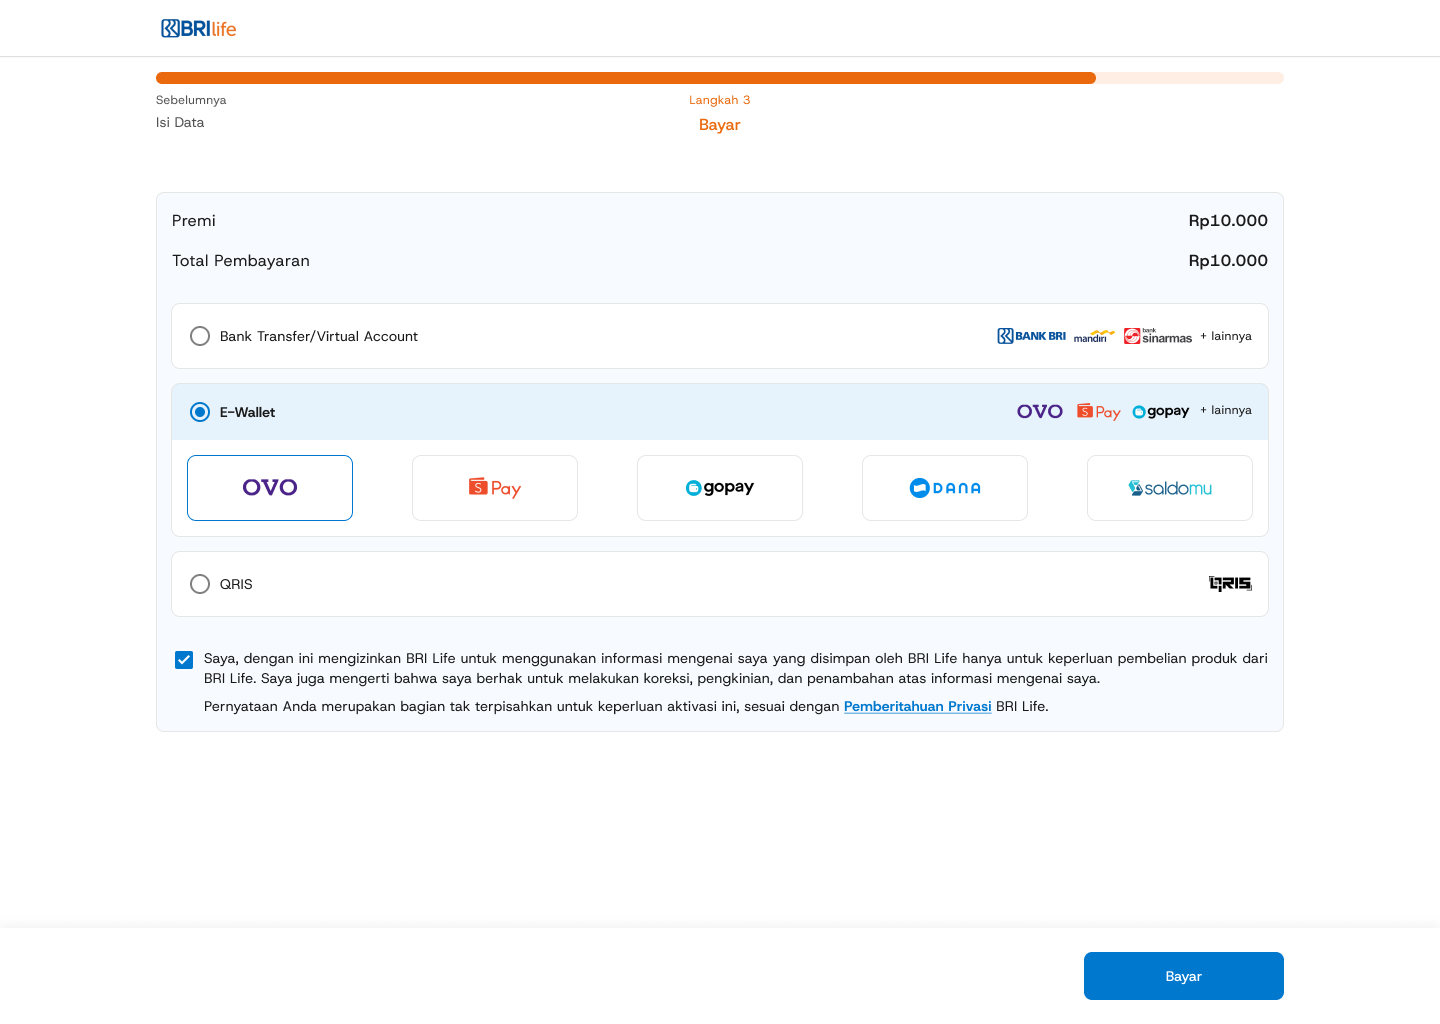 BRI life
Sebelumnya
Isi Data
Langkah 3
Bayar
Premi Rp10.000
Total Pembayaran Rp10.000
Bank Transfer/Virtual Account BANK BRI mandiri bank sinarmas + lainnya
E-Wallet OVO S Pay gopay + lainnya
OVO S Pay gopay DANA saldomu
QRIS QRIS
Saya, dengan ini mengizinkan BRI Life untuk menggunakan informasi mengenai saya yang disimpan oleh BRI Life hanya untuk keperluan pembelian produk dari
BRI Life. Saya juga mengerti bahwa saya berhak untuk melakukan koreksi, pengkinian, dan penambahan atas informasi mengenai saya.
Pernyataan Anda merupakan bagian tak terpisahkan untuk keperluan aktivasi ini, sesuai dengan Pemberitahuan Privasi BRI Life.
Bayar